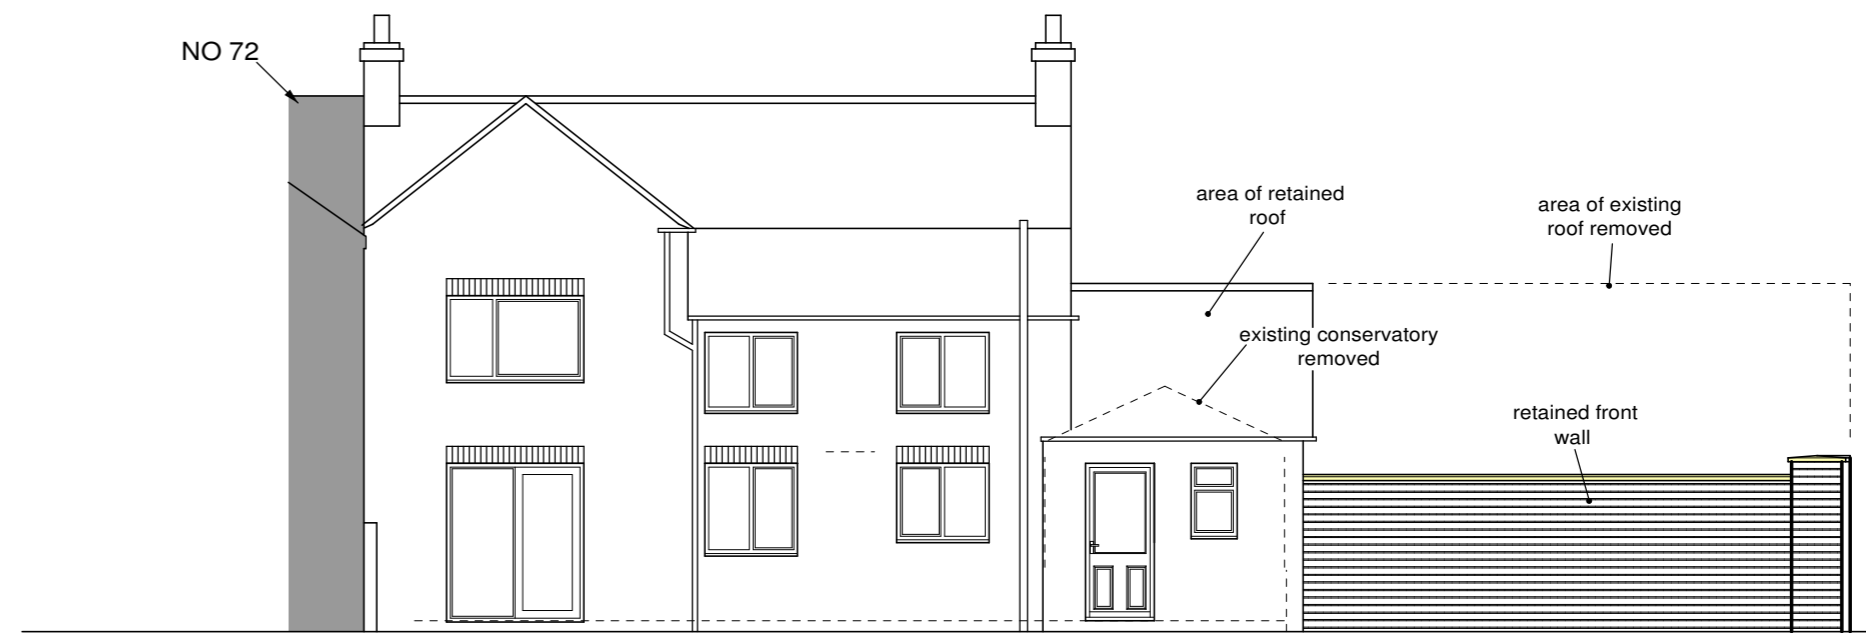 NO 72
area of retained
roof
area of existing
roof removed
existing conservatory
removed
retained front
wall